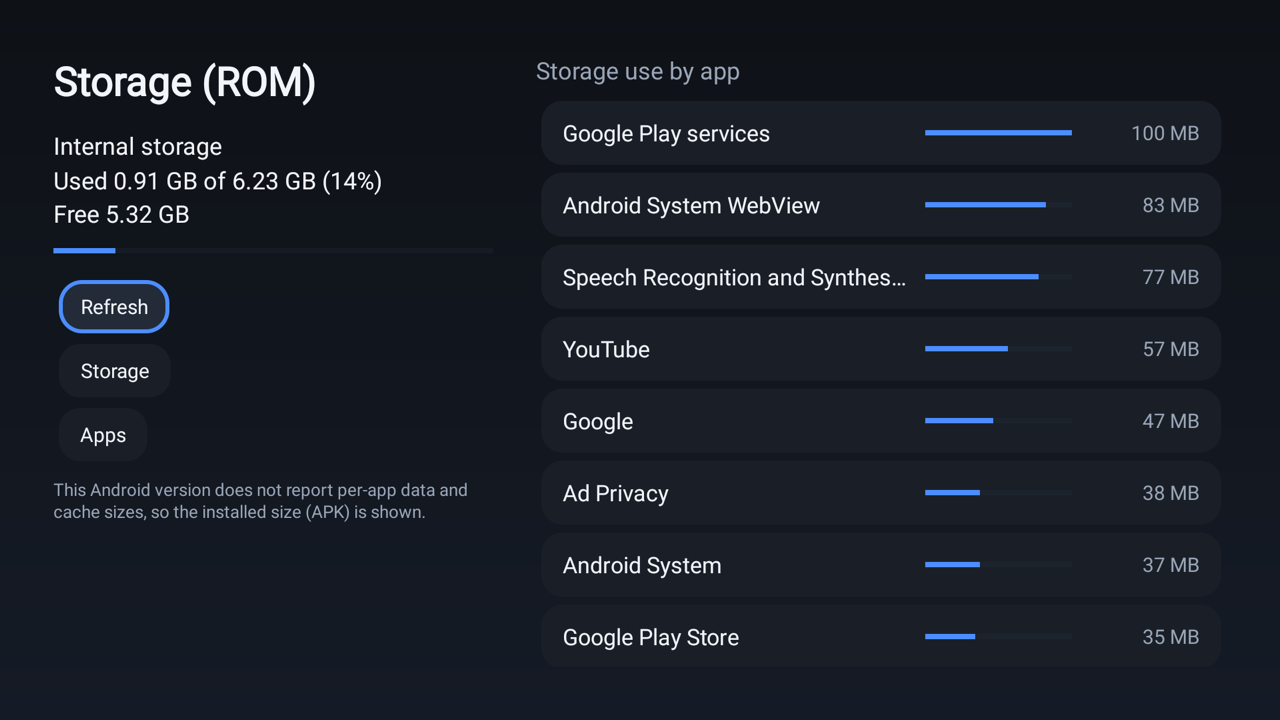 Storage (ROM)
Internal storage
Used 0.91 GB of 6.23 GB (14%)
Free 5.32 GB
Refresh
Storage
Apps
This Android version does not report per-app data and
cache sizes, so the installed size (APK) is shown.
Storage use by app
Google Play services 100 MB
Android System WebView 83 MB
Speech Recognition and Synthes... 77 MB
YouTube 57 MB
Google 47 MB
Ad Privacy 38 MB
Android System 37 MB
Google Play Store 35 MB